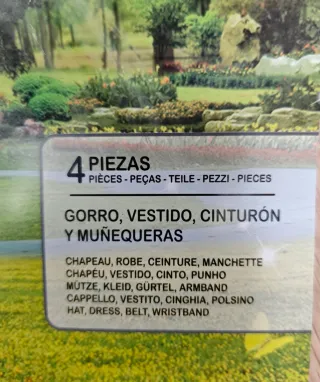 4 PIEZAS
PIÈCES - PEÇAS - TEILE - PEZZI - PIECES
GORRO, VESTIDO, CINTURÓN
Y MUÑEQUERAS
CHAPEAU, ROBE, CEINTURE, MANCHETTE
CHAPÉU, VESTIDO, CINTO, PUNHO
MÜTZE, KLEID, GÜRTEL, ARMBAND
CAPPELLO, VESTITO, CINGHIA, POLSINO
HAT, DRESS, BELT, WRISTBAND